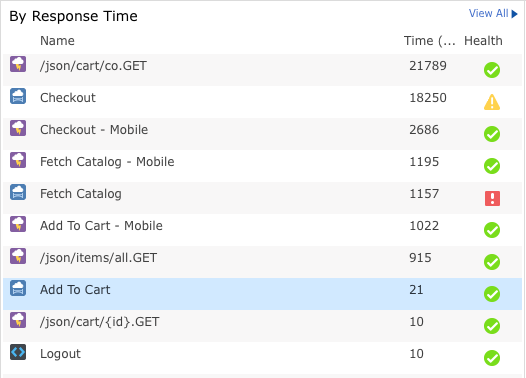 By Response Time View All
Name Time (... Health
/json/cart/co.GET 21789
Checkout 18250
Checkout - Mobile 2686
Fetch Catalog - Mobile 1195
Fetch Catalog 1157
Add To Cart - Mobile 1022
/json/items/all.GET 915
Add To Cart 21
/json/cart/{id}.GET 10
Logout 10